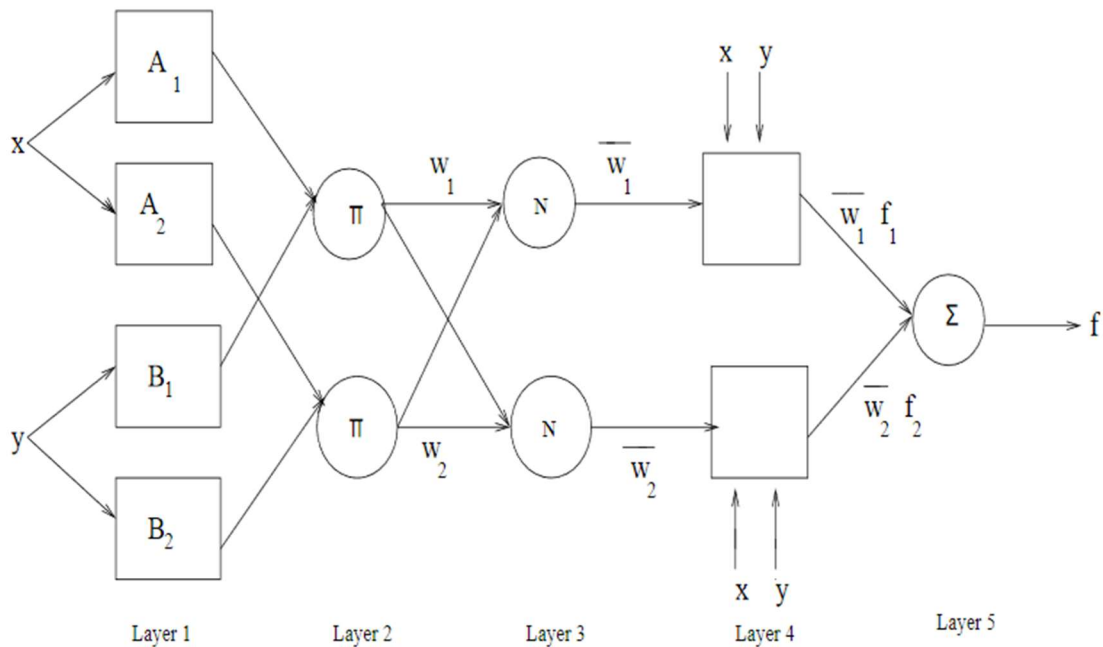 A₁
x
A₂
B₁
y
B₂
Π
Π
w₁
w₂
N
N
w̅₁
w̅₂
x y
x y
w̅₁ f₁
w̅₂ f₂
Σ
f
Layer 1
Layer 2
Layer 3
Layer 4
Layer 5